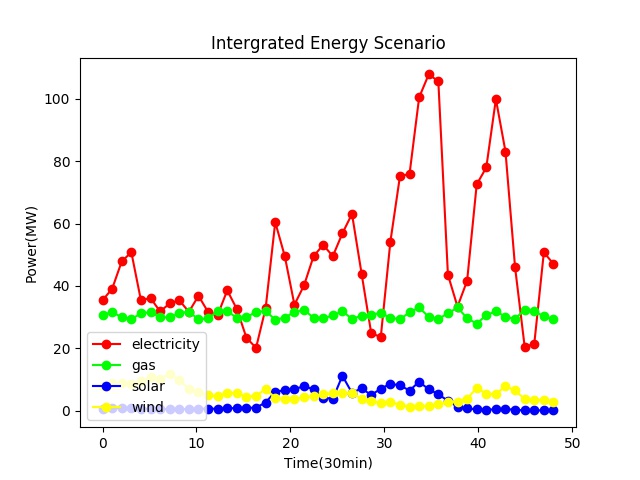 Intergrated Energy Scenario
Power(MW)
100
80
60
40
20
0
electricity
gas
solar
wind
0 10 20 30 40 50
Time(30min)